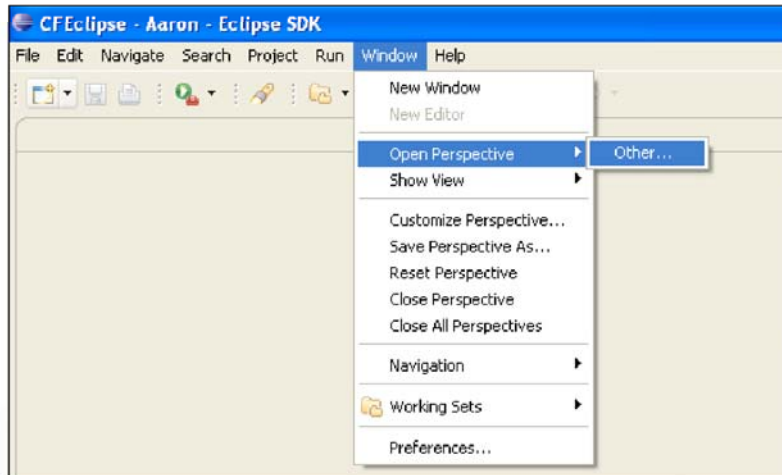 CFEclipse - Aaron - Eclipse SDK
File Edit Navigate Search Project Run Window Help
New Window
New Editor
Open Perspective Other...
Show View
Customize Perspective...
Save Perspective As...
Reset Perspective
Close Perspective
Close All Perspectives
Navigation
Working Sets
Preferences...